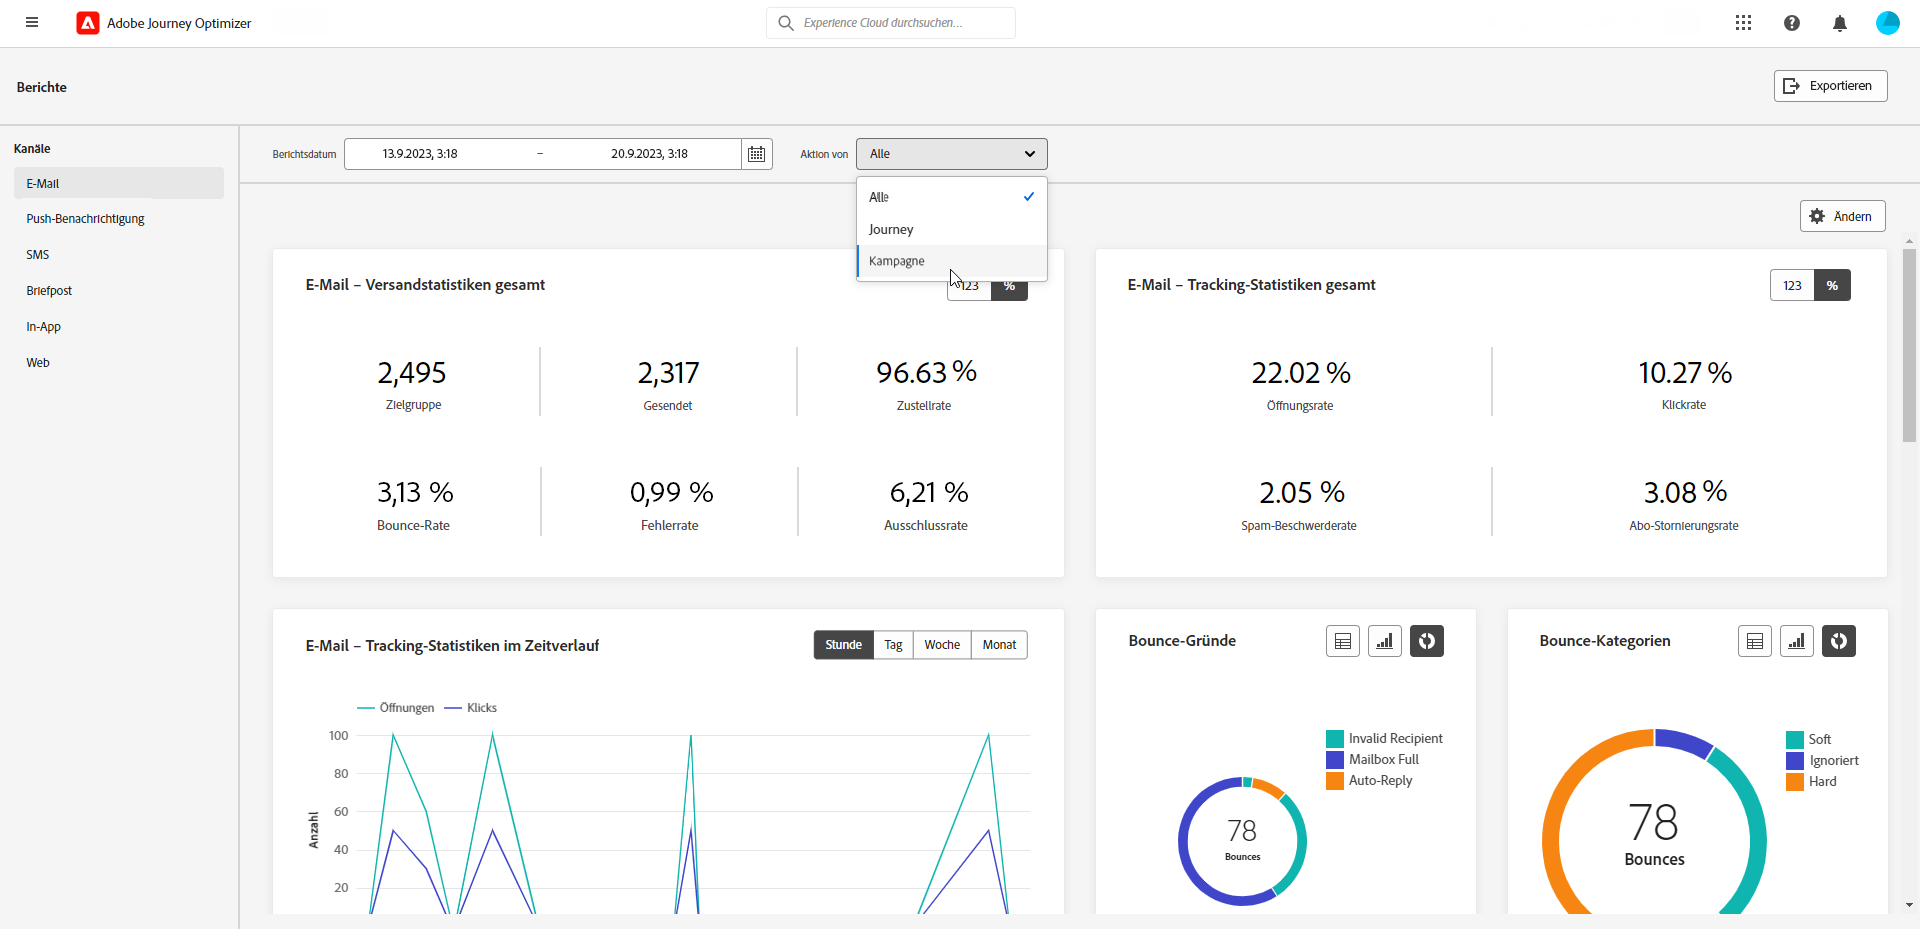 Adobe Journey Optimizer
Experience Cloud durchsuchen...
Berichte
Exportieren
Kanäle
E-Mail
Push-Benachrichtigung
SMS
Briefpost
In-App
Web
Berichtsdatum
13.9.2023, 3:18
–
20.9.2023, 3:18
Aktion von
Alle
Alle
Journey
Kampagne
Ändern
E-Mail – Versandstatistiken gesamt
123
%
2,495
Zielgruppe
2,317
Gesendet
96.63 %
Zustellrate
3,13 %
Bounce-Rate
0,99 %
Fehlerrate
6,21 %
Ausschlussrate
E-Mail – Tracking-Statistiken gesamt
123
%
22.02 %
Öffnungsrate
10.27 %
Klickrate
2.05 %
Spam-Beschwerderate
3.08 %
Abo-Stornierungsrate
E-Mail – Tracking-Statistiken im Zeitverlauf
Stunde
Tag
Woche
Monat
Öffnungen
Klicks
100
80
60
40
20
Anzahl
Bounce-Gründe
Invalid Recipient
Mailbox Full
Auto-Reply
78
Bounces
Bounce-Kategorien
Soft
Ignoriert
Hard
78
Bounces